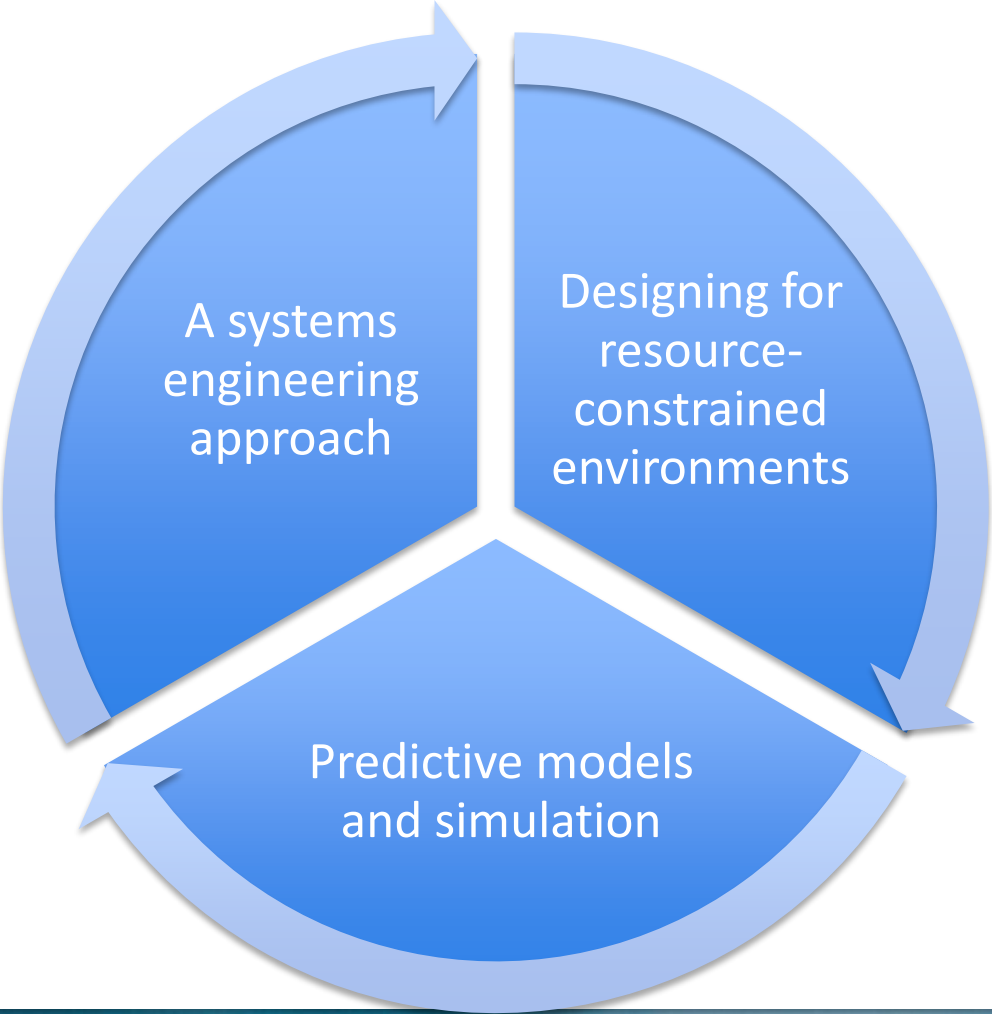 A systems
engineering
approach
Designing for
resource-
constrained
environments
Predictive models
and simulation